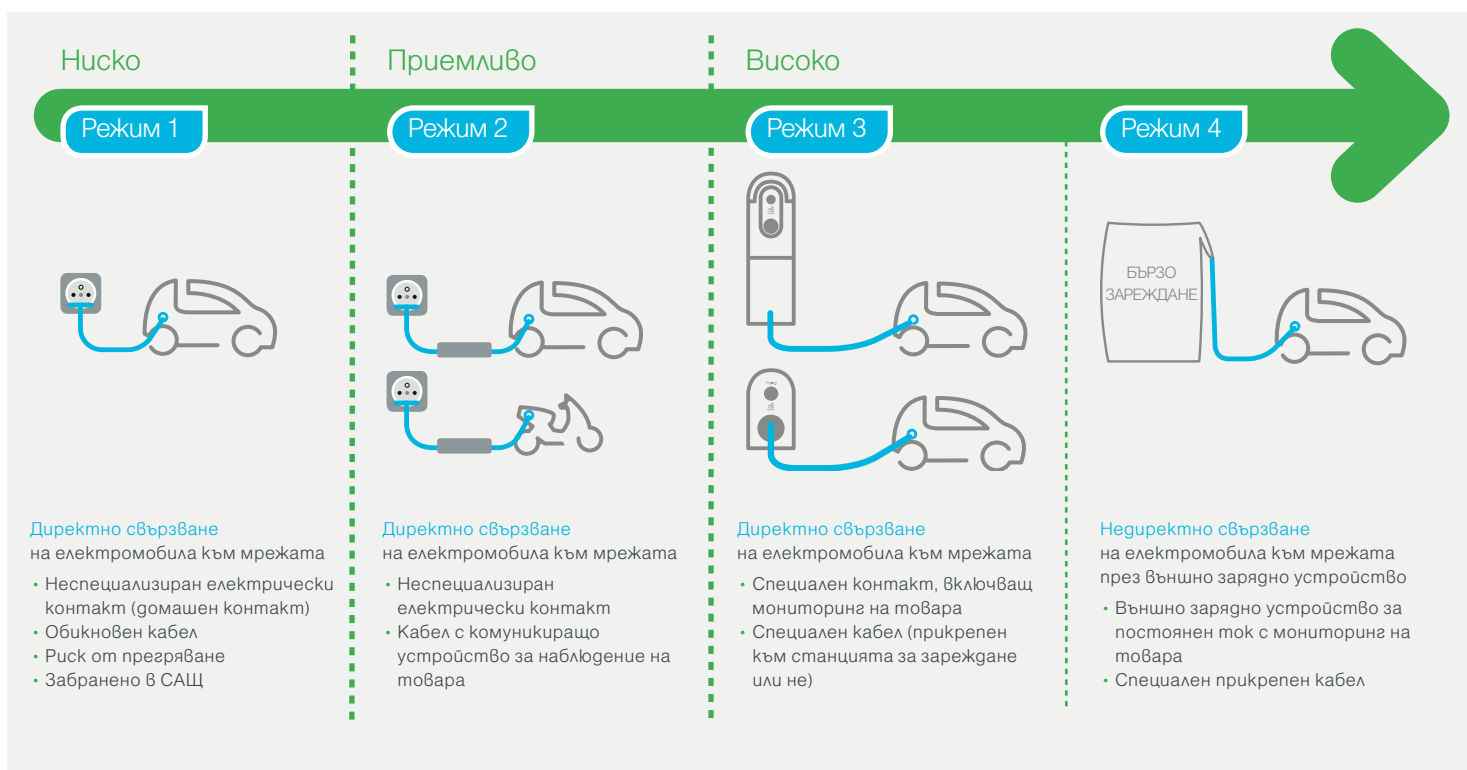 Ниско
Приемливо
Високо
Режим 1
Режим 2
Режим 3
Режим 4
БЪРЗО
ЗАРЕЖДАНЕ
Директно свързване
на електромобила към мрежата
• Неспециализиран електрически
контакт (домашен контакт)
• Обикновен кабел
• Риск от прегряване
• Забранено в САЩ
Директно свързване
на електромобила към мрежата
• Неспециализиран
електрически контакт
• Кабел с комуникиращо
устройство за наблюдение на
товара
Директно свързване
на електромобила към мрежата
• Специален контакт, включващ
мониторинг на товара
• Специален кабел (прикрепен
към станцията за зареждане
или не)
Недиректно свързване
на електромобила към мрежата
през външно зарядно устройство
• Външно зарядно устройство за
постоянен ток с мониторинг на
товара
• Специален прикрепен кабел